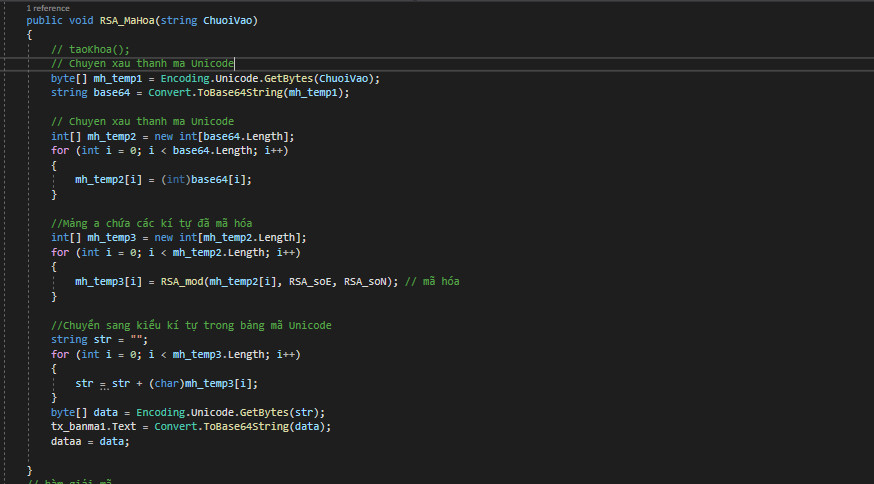 1 reference
public void RSA_MaHoa(string ChuoiVao)
{
// taoKhoa();
// Chuyen xau thanh ma Unicode
byte[] mh_temp1 = Encoding.Unicode.GetBytes(ChuoiVao);
string base64 = Convert.ToBase64String(mh_temp1);
// Chuyen xau thanh ma Unicode
int[] mh_temp2 = new int[base64.Length];
for (int i = 0; i < base64.Length; i++)
{
mh_temp2[i] = (int)base64[i];
}
//Mảng a chứa các kí tự đã mã hóa
int[] mh_temp3 = new int[mh_temp2.Length];
for (int i = 0; i < mh_temp2.Length; i++)
{
mh_temp3[i] = RSA_mod(mh_temp2[i], RSA_soE, RSA_soN); // mã hóa
}
//Chuyển sang kiểu kí tự trong bảng mã Unicode
string str = "";
for (int i = 0; i < mh_temp3.Length; i++)
{
str = str + (char)mh_temp3[i];
}
byte[] data = Encoding.Unicode.GetBytes(str);
tx_banma1.Text = Convert.ToBase64String(data);
dataa = data;
}
// hàm giải mã